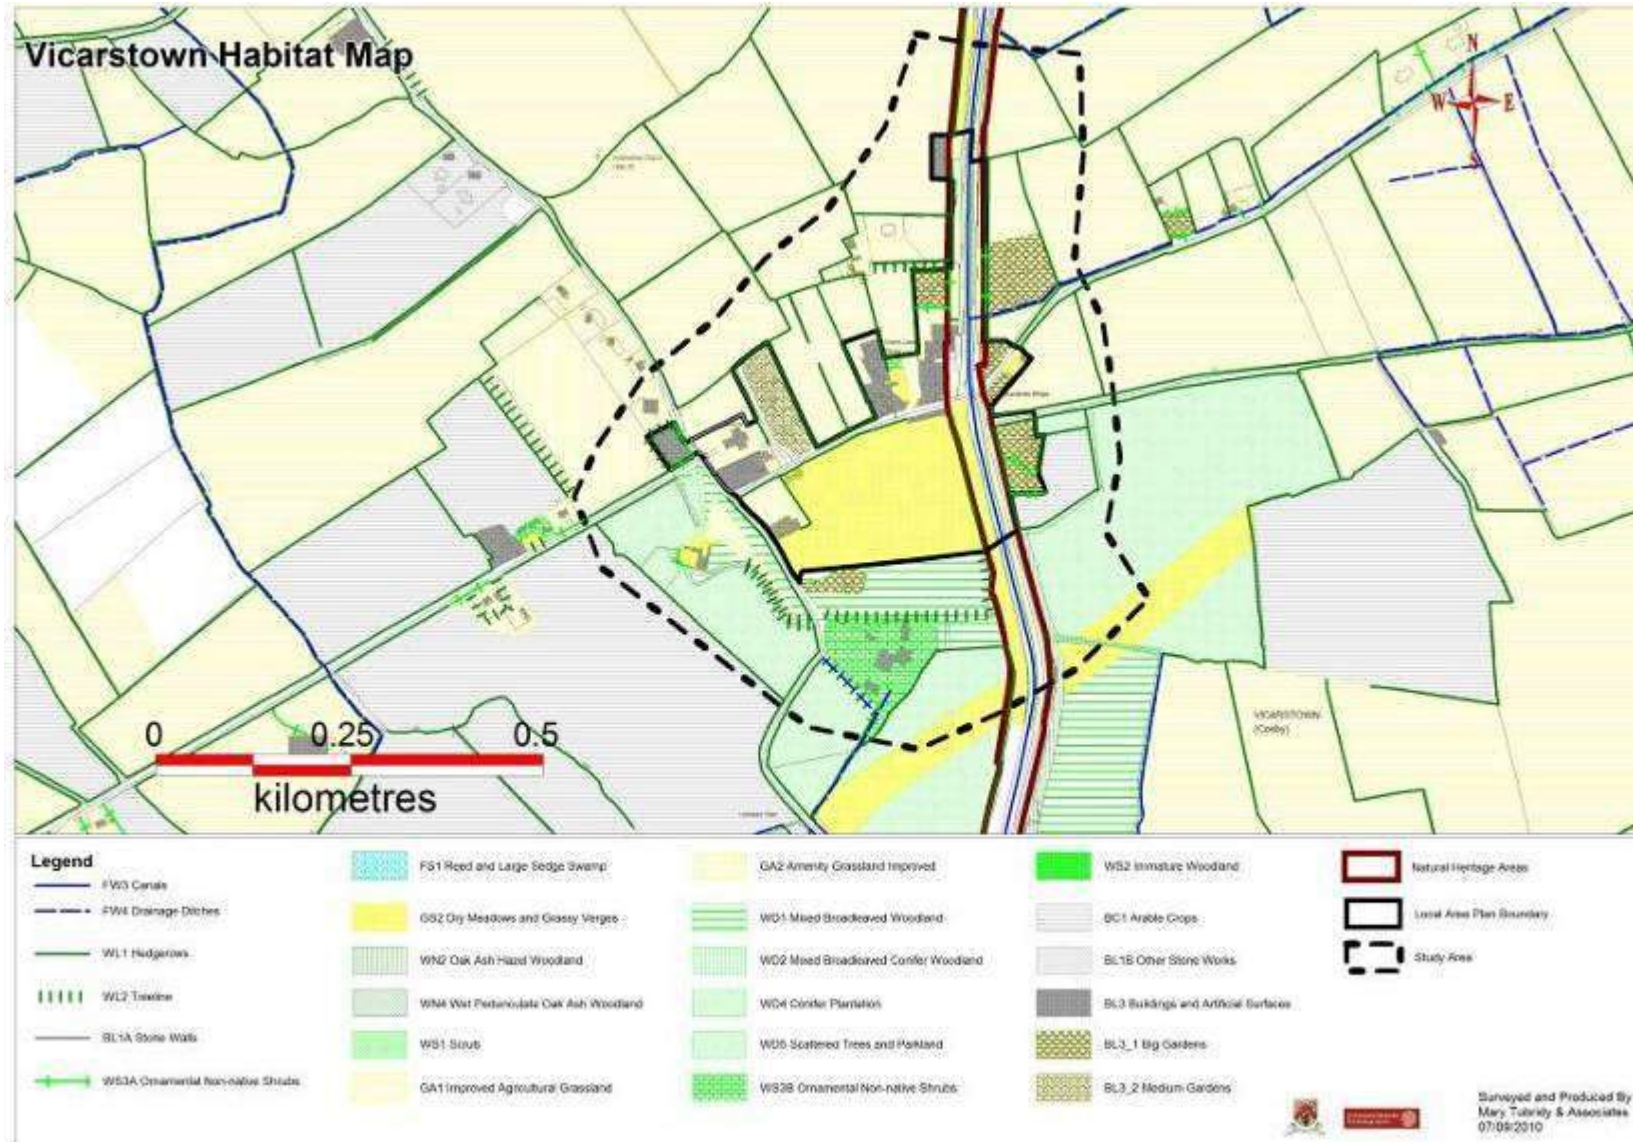 Vicarstown Habitat Map
N
W
E
VICARSTOWN
(Cosby)
0
0.25
0.5
kilometres
Legend
FW3 Canals
FW4 Drainage Ditches
WL1 Hedgerows
WL2 Treeline
BL1A Stone Walls
WS3A Ornamental Non-native Shrubs
FS1 Reed and Large Sedge Swamp
GS2 Dry Meadows and Grassy Verges
WN2 Oak Ash Hazel Woodland
WN4 Wet Pedunculate Oak Ash Woodland
WS1 Scrub
GA1 Improved Agricultural Grassland
GA2 Amenity Grassland Improved
WD1 Mixed Broadleaved Woodland
WD2 Mixed Broadleaved Conifer Woodland
WD4 Conifer Plantation
WD5 Scattered Trees and Parkland
WS3B Ornamental Non-native Shrubs
WS2 Immature Woodland
BC1 Arable Crops
BL1B Other Stone Works
BL3 Buildings and Artificial Surfaces
BL3_1 Big Gardens
BL3_2 Medium Gardens
Natural Heritage Areas
Local Area Plan Boundary
Study Area
Surveyed and Produced By
Mary Tubridy & Associates
07/09/2010